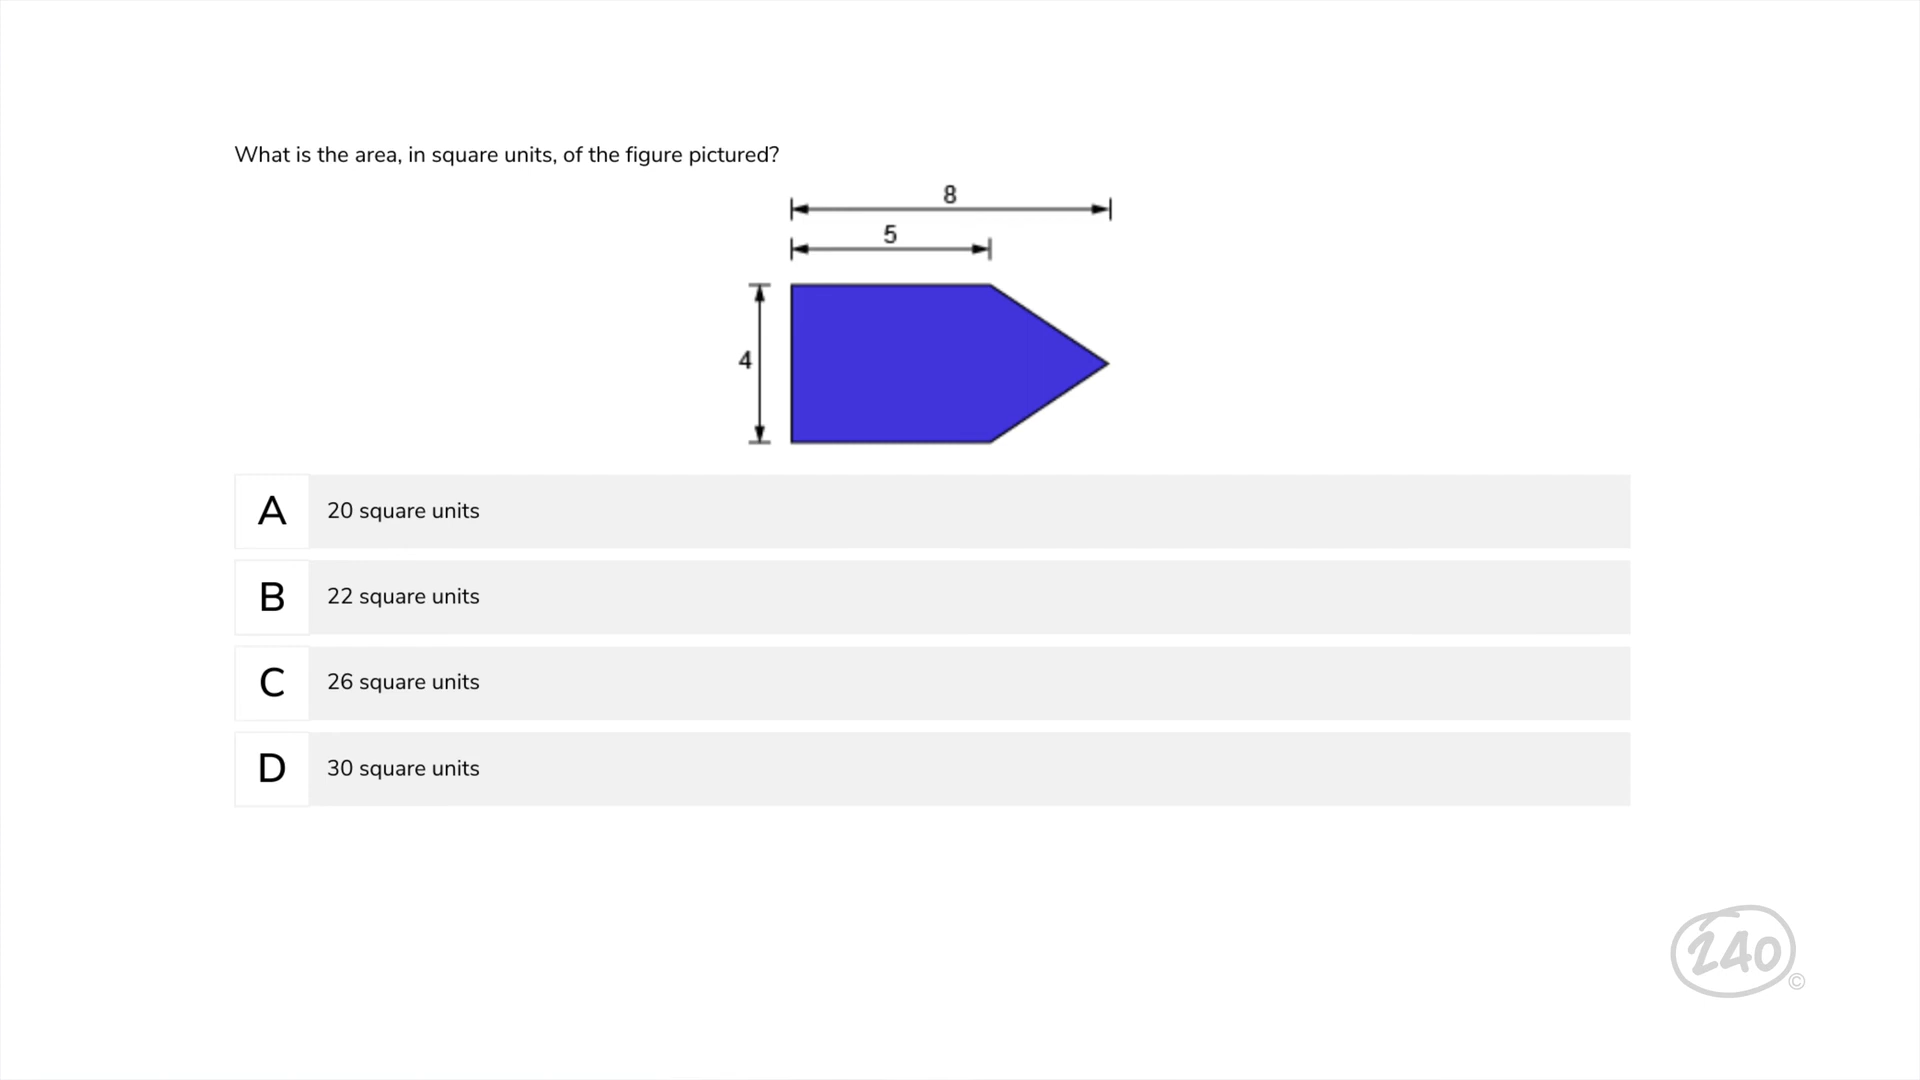 What is the area, in square units, of the figure pictured?
8
5
4
A 20 square units
B 22 square units
C 26 square units
D 30 square units
240 ©